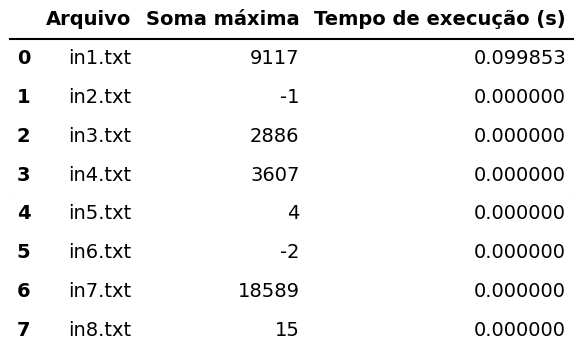 Arquivo Soma máxima Tempo de execução (s)
0 in1.txt 9117 0.099853
1 in2.txt -1 0.000000
2 in3.txt 2886 0.000000
3 in4.txt 3607 0.000000
4 in5.txt 4 0.000000
5 in6.txt -2 0.000000
6 in7.txt 18589 0.000000
7 in8.txt 15 0.000000